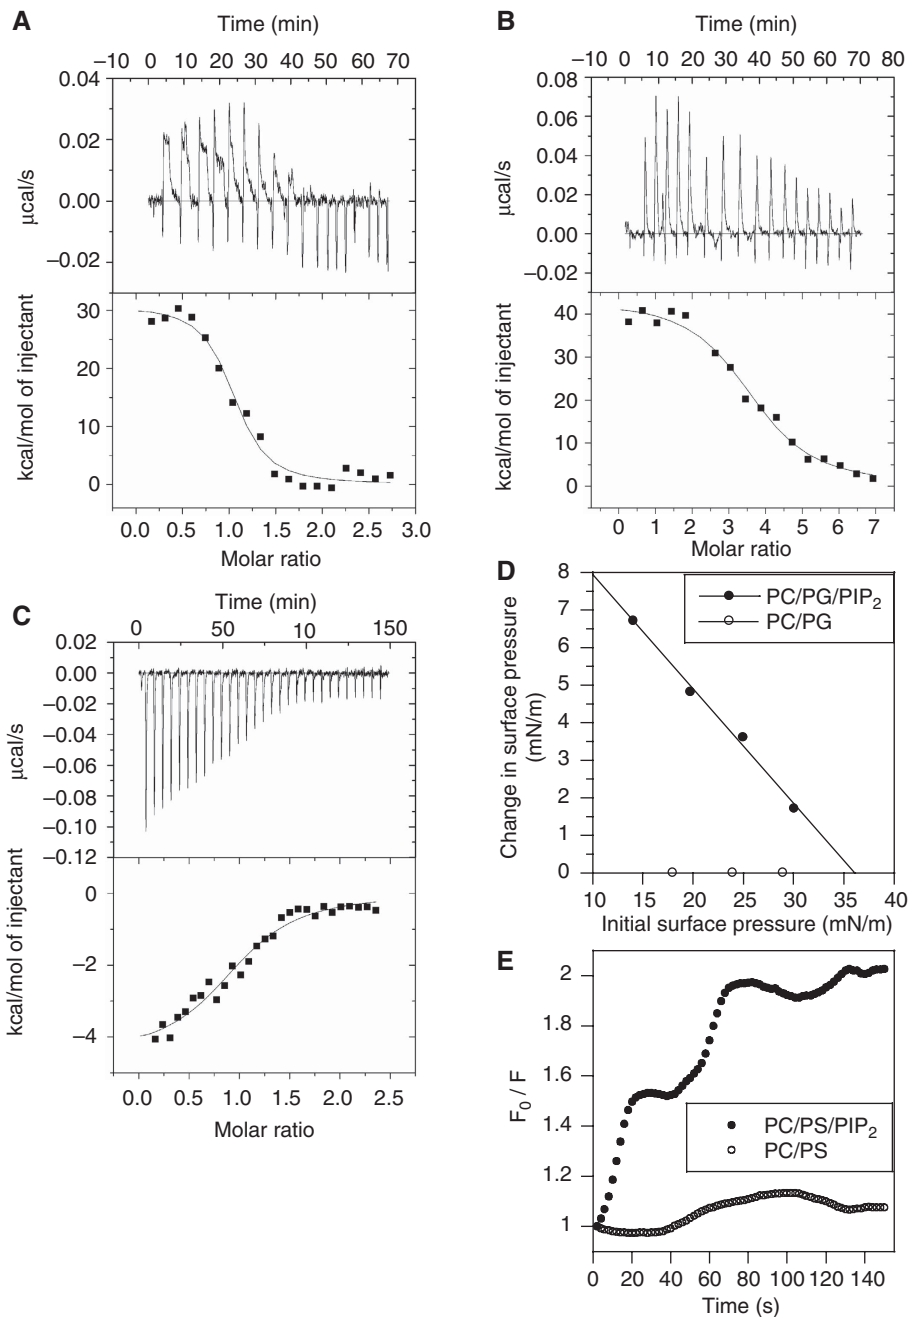 A
Time (min)
–10 0 10 20 30 40 50 60 70
0.04
0.02
0.00
–0.02
µcal/s
30
20
10
0
kcal/mol of injectant
0.0 0.5 1.0 1.5 2.0 2.5 3.0
Molar ratio
B
Time (min)
–10 0 10 20 30 40 50 60 70 80
0.08
0.06
0.04
0.02
0.00
–0.02
µcal/s
40
30
20
10
0
kcal/mol of injectant
0 1 2 3 4 5 6 7
Molar ratio
C
Time (min)
0 50 50 10 150
0.02
0.00
–0.02
–0.04
–0.06
–0.08
–0.10
–0.12
µcal/s
0
–2
–4
kcal/mol of injectant
0.0 0.5 1.0 1.5 2.0 2.5
Molar ratio
D
8
7
6
5
4
3
2
1
0
Change in surface pressure
(mN/m)
PC/PG/PIP₂
PC/PG
10 15 20 25 30 35 40
Initial surface pressure (mN/m)
E
2
1.8
1.6
1.4
1.2
1
F₀ / F
PC/PS/PIP₂
PC/PS
0 20 40 60 80 100 120 140
Time (s)